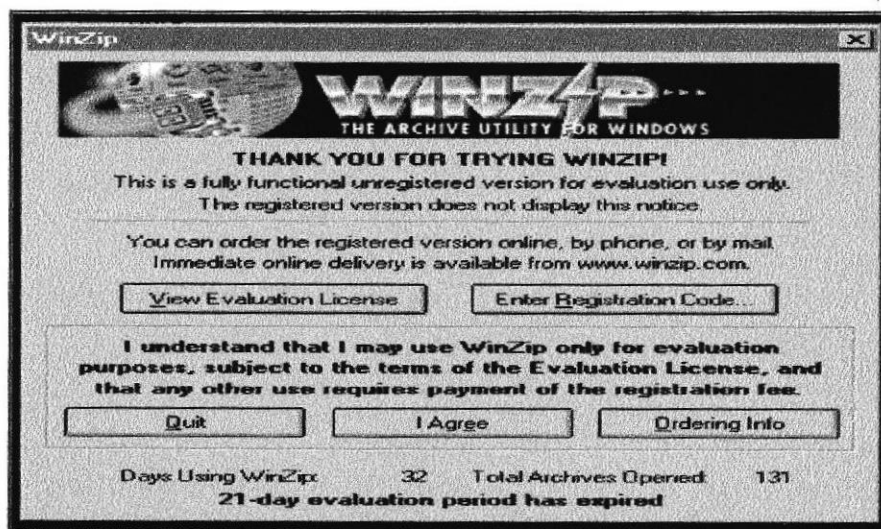 WinZip
WINZIP
THE ARCHIVE UTILITY FOR WINDOWS
THANK YOU FOR TRYING WINZIP!
This is a fully functional unregistered version for evaluation use only.
The registered version does not display this notice.
You can order the registered version online, by phone, or by mail.
Immediate online delivery is available from www.winzip.com.
View Evaluation License Enter Registration Code...
I understand that I may use WinZip only for evaluation
purposes, subject to the terms of the Evaluation License, and
that any other use requires payment of the registration fee.
Quit I Agree Ordering Info
Days Using WinZip: 32 Total Archives Opened: 131
21-day evaluation period has expired